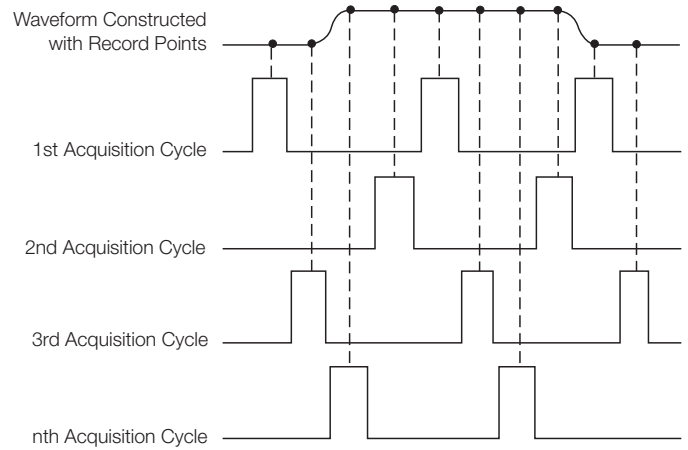 Waveform Constructed
with Record Points
1st Acquisition Cycle
2nd Acquisition Cycle
3rd Acquisition Cycle
nth Acquisition Cycle